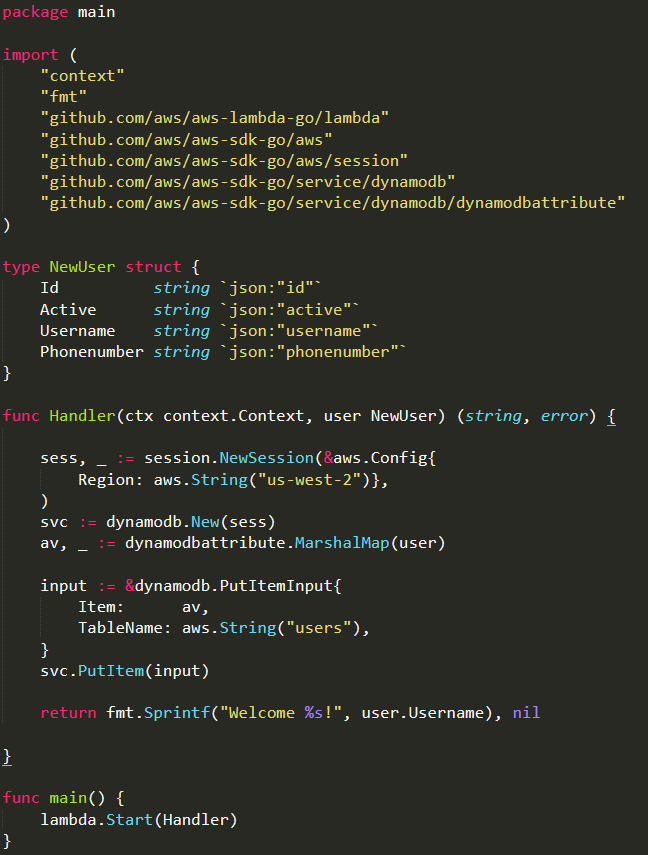 package main
import (
"context"
"fmt"
"github.com/aws/aws-lambda-go/lambda"
"github.com/aws/aws-sdk-go/aws"
"github.com/aws/aws-sdk-go/aws/session"
"github.com/aws/aws-sdk-go/service/dynamodb"
"github.com/aws/aws-sdk-go/service/dynamodb/dynamodbattribute"
)
type NewUser struct {
Id          string `json:"id"`
Active      string `json:"active"`
Username    string `json:"username"`
Phonenumber string `json:"phonenumber"`
}
func Handler(ctx context.Context, user NewUser) (string, error) {
sess, _ := session.NewSession(&aws.Config{
Region: aws.String("us-west-2")},
)
svc := dynamodb.New(sess)
av, _ := dynamodbattribute.MarshalMap(user)
input := &dynamodb.PutItemInput{
Item:      av,
TableName: aws.String("users"),
}
svc.PutItem(input)
return fmt.Sprintf("Welcome %s!", user.Username), nil
}
func main() {
lambda.Start(Handler)
}